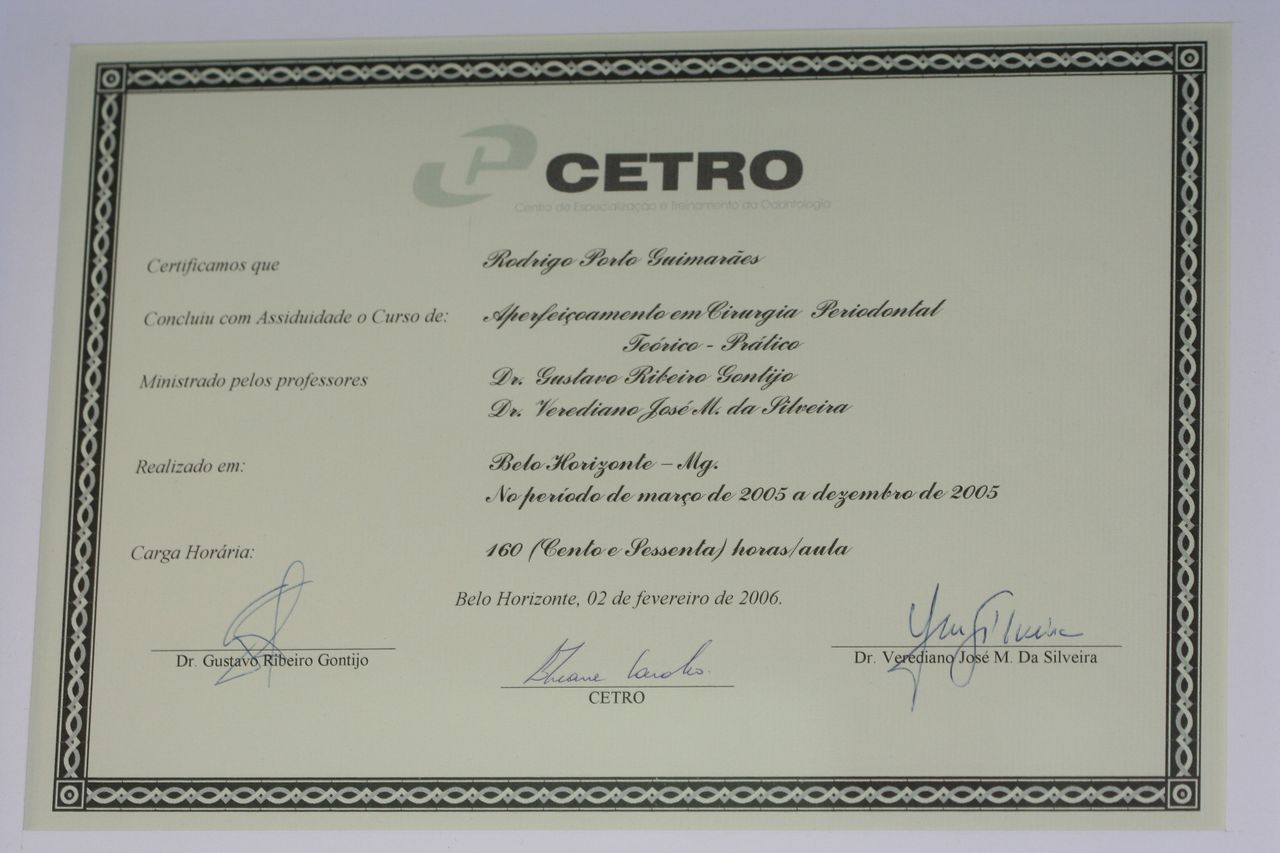 CETRO
Centro de Especialização e Treinamento da Odontologia
Certificamos que Rodrigo Porto Guimarães
Concluiu com Assiduidade o Curso de: Aperfeiçoamento em Cirurgia Periodontal
Teórico - Prático
Ministrado pelos professores Dr. Gustavo Ribeiro Gontijo
Dr. Verediano José M. da Silveira
Realizado em: Belo Horizonte – Mg.
No período de março de 2005 a dezembro de 2005
Carga Horária: 160 (Cento e Sessenta) horas/aula
Belo Horizonte, 02 de fevereiro de 2006.
Dr. Gustavo Ribeiro Gontijo
CETRO
Dr. Verediano José M. Da Silveira